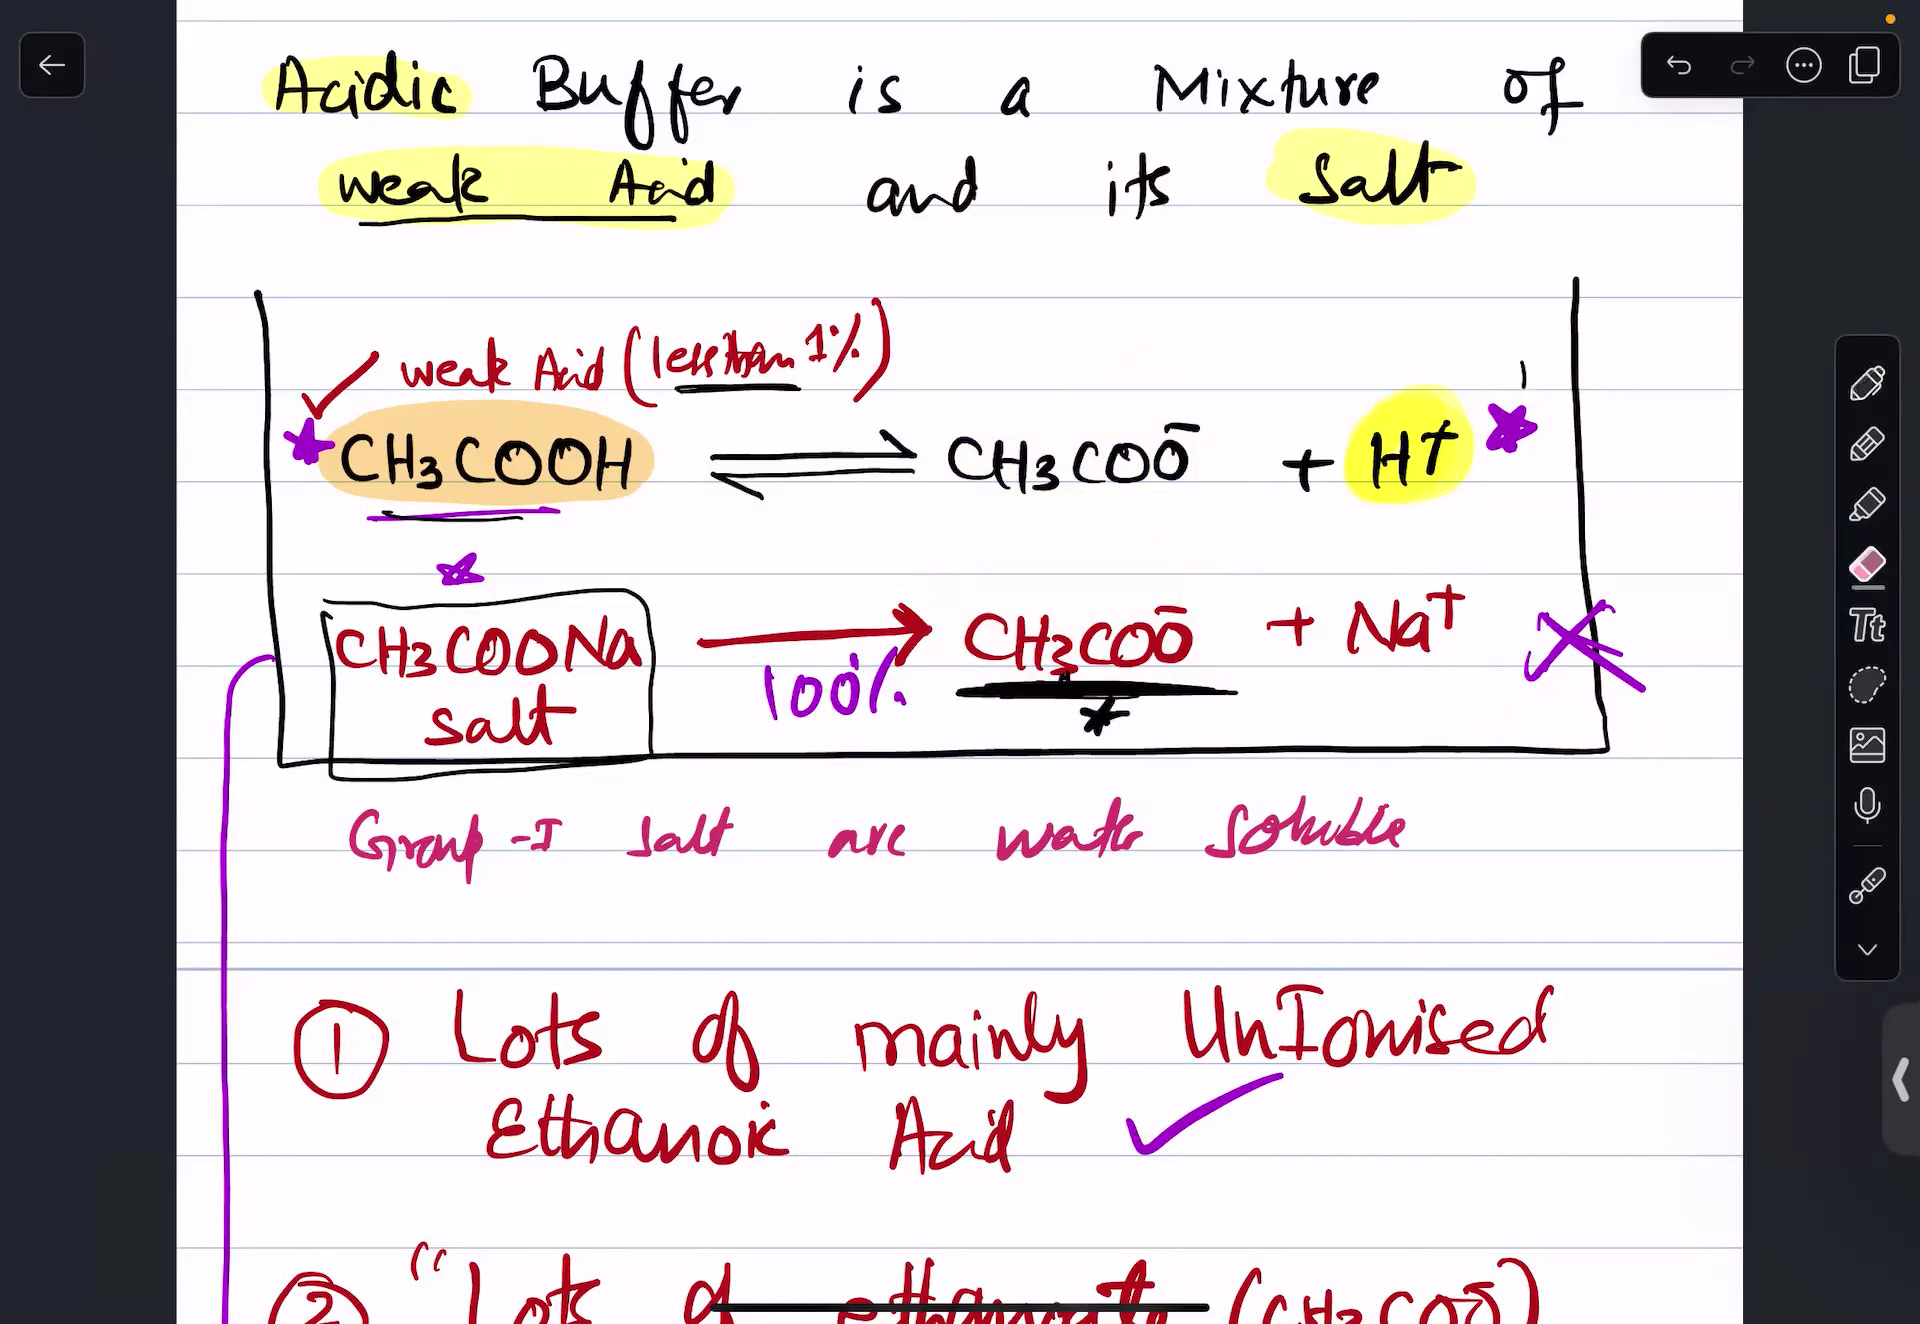 Acidic Buffer is a Mixture of
weak Acid and its Salt
weak Acid (less than 1%)
CH3COOH ⇌ CH3COO⁻ + H⁺
CH3COONa → CH3COO⁻ + Na⁺
salt 100%
Group-I salt are water soluble
1 Lots of mainly UnIonised
Ethanoic Acid
2 "Lots of ethanoate (CH3COO⁻)
Tt